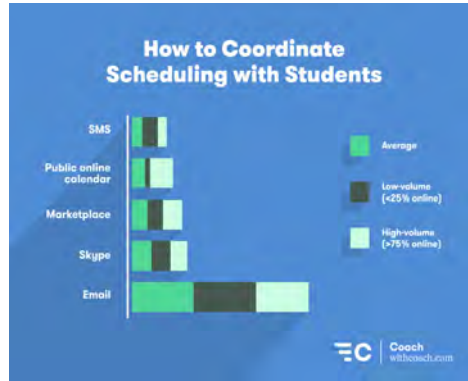 How to Coordinate
Scheduling with Students
SMS
Public online
calendar
Marketplace
Skype
Email
Average
Low-volume
(<25% online)
High-volume
(>75% online)
C
Coach
withcoach.com